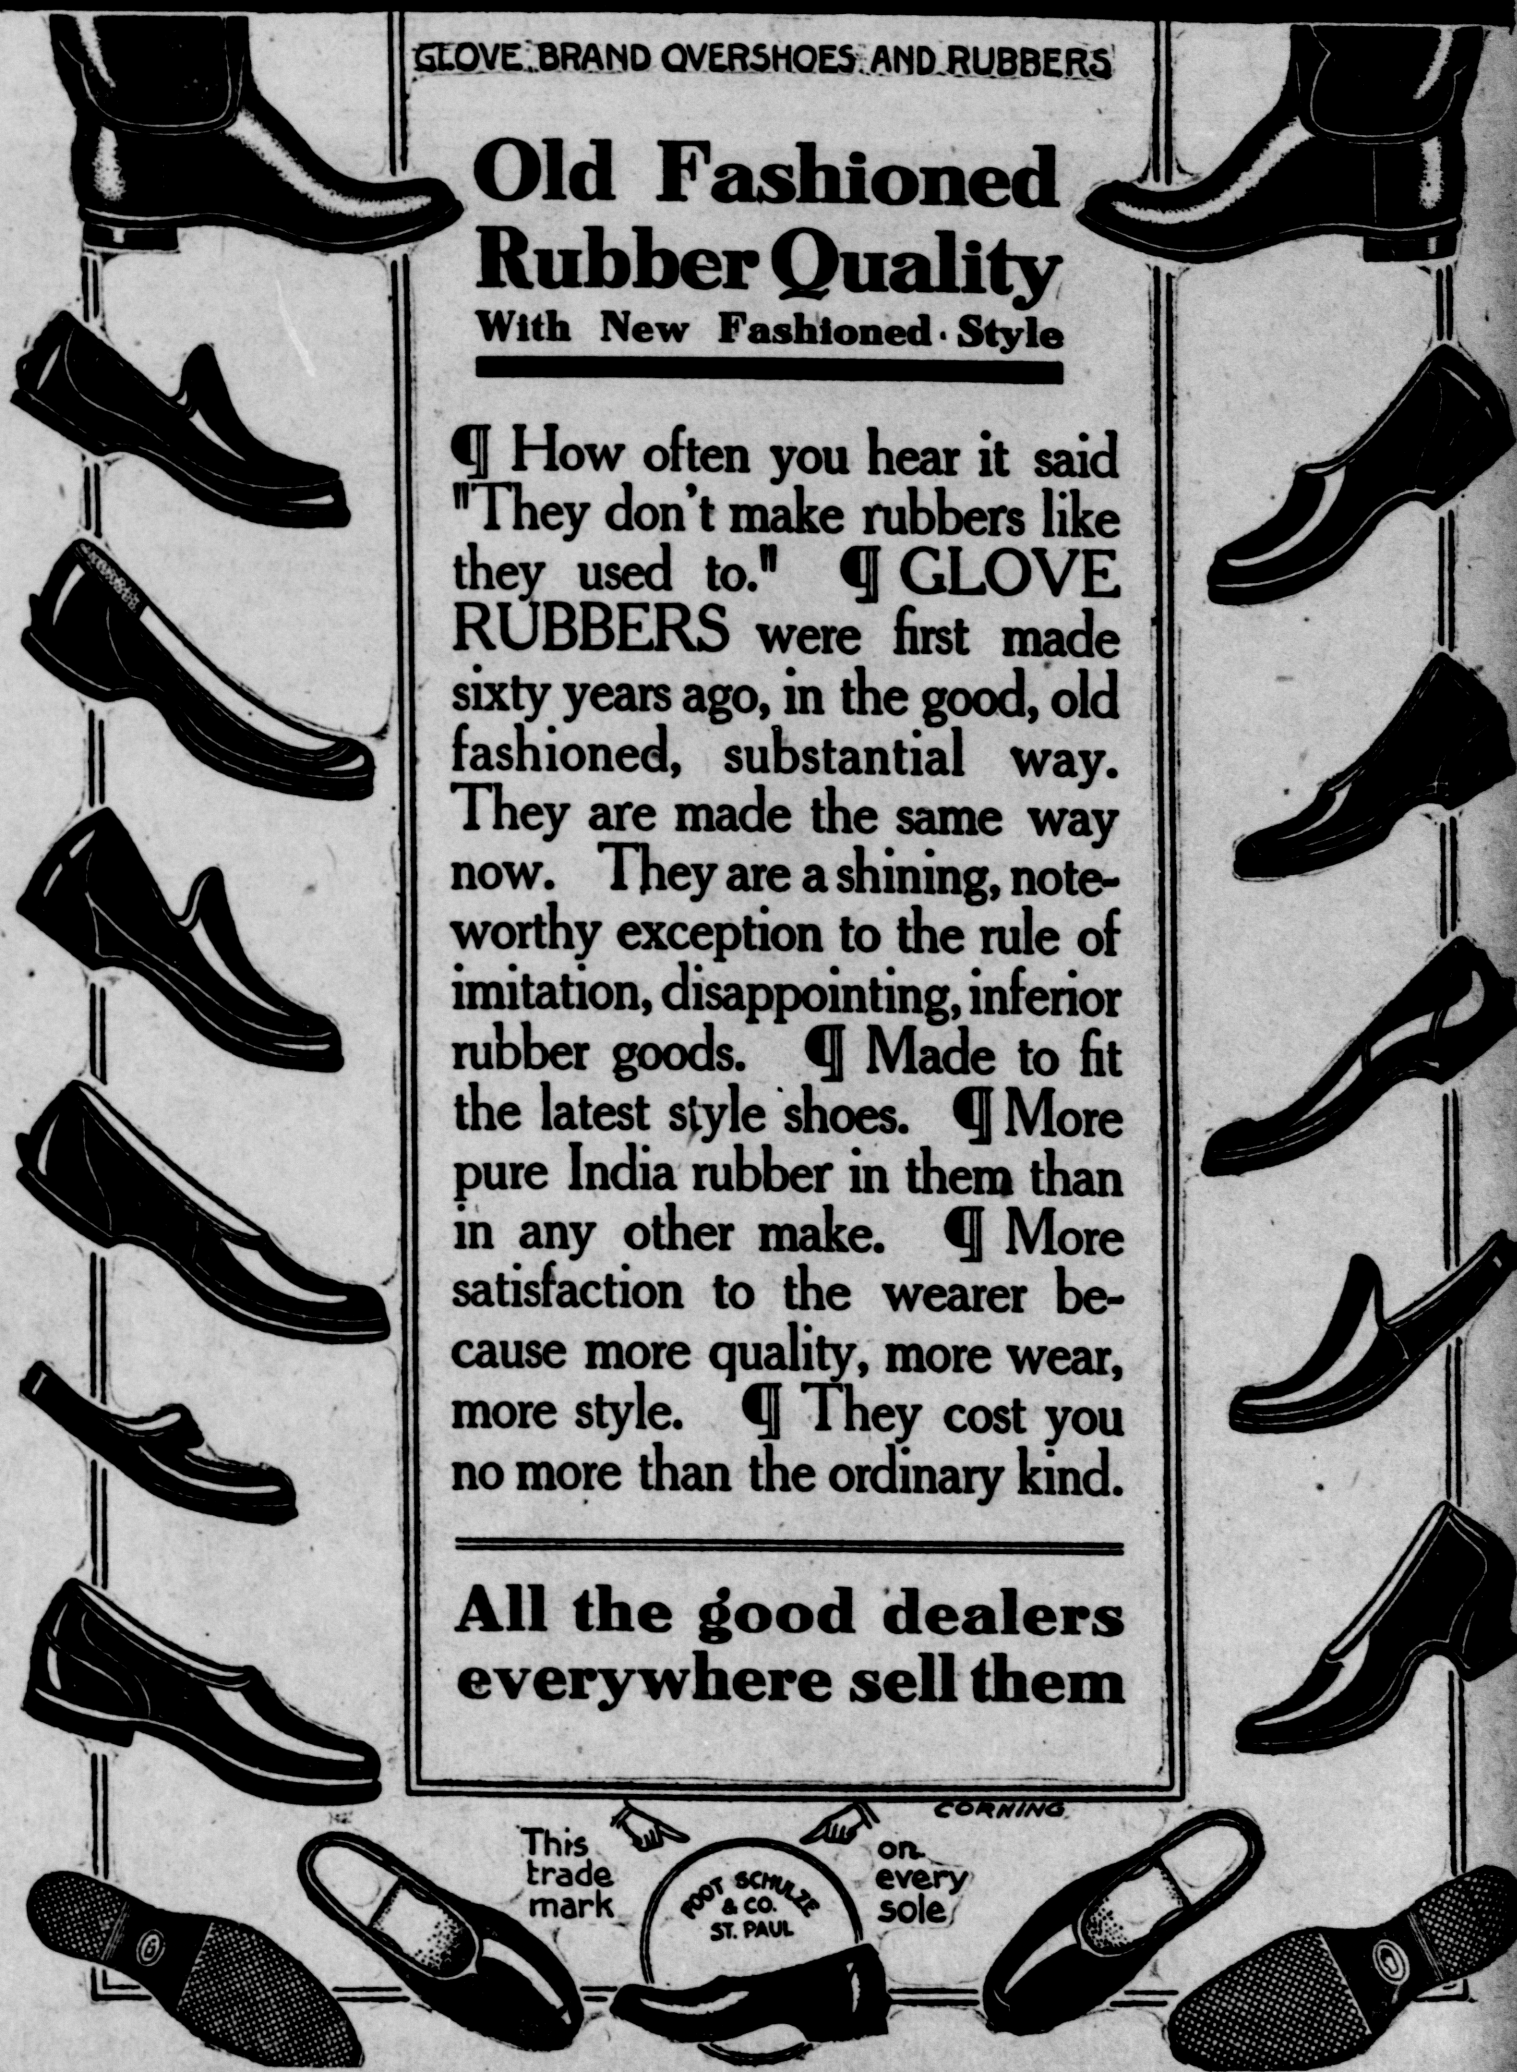 GLOVE BRAND OVERSHOES AND RUBBERS
Old Fashioned
Rubber Quality
With New Fashioned Style
¶ How often you hear it said
"They don't make rubbers like
they used to." ¶ GLOVE
RUBBERS were first made
sixty years ago, in the good, old
fashioned, substantial way.
They are made the same way
now. They are a shining, note-
worthy exception to the rule of
imitation, disappointing, inferior
rubber goods. ¶ Made to fit
the latest style shoes. ¶ More
pure India rubber in them than
in any other make. ¶ More
satisfaction to the wearer be-
cause more quality, more wear,
more style. ¶ They cost you
no more than the ordinary kind.
All the good dealers
everywhere sell them
CORNING
This
trade
mark
FOOT SCHULZE
& CO.
ST. PAUL
on
every
sole